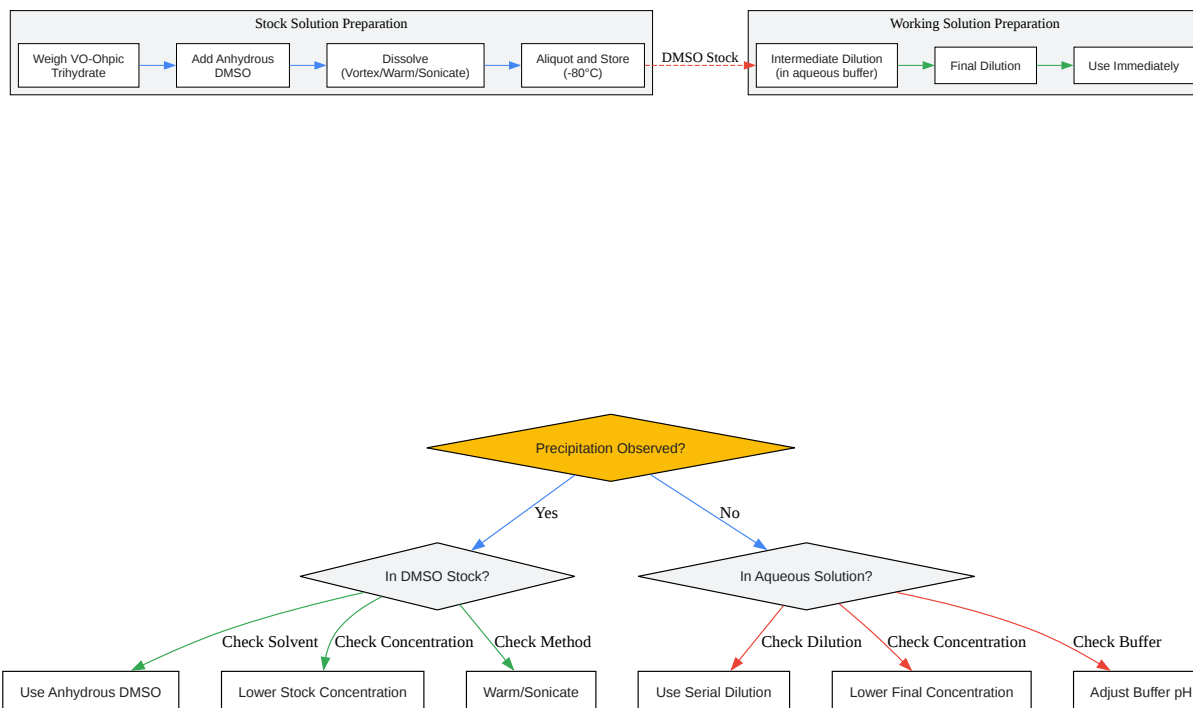 Stock Solution Preparation
Weigh VO-Ohpic
Trihydrate
Add Anhydrous
DMSO
Dissolve
(Vortex/Warm/Sonicate)
Aliquot and Store
(-80°C)
DMSO Stock
Working Solution Preparation
Intermediate Dilution
(in aqueous buffer)
Final Dilution
Use Immediately
Precipitation Observed?
Yes
No
In DMSO Stock?
In Aqueous Solution?
Check Solvent
Check Concentration
Check Method
Check Dilution
Check Concentration
Check Buffer
Use Anhydrous DMSO
Lower Stock Concentration
Warm/Sonicate
Use Serial Dilution
Lower Final Concentration
Adjust Buffer pH